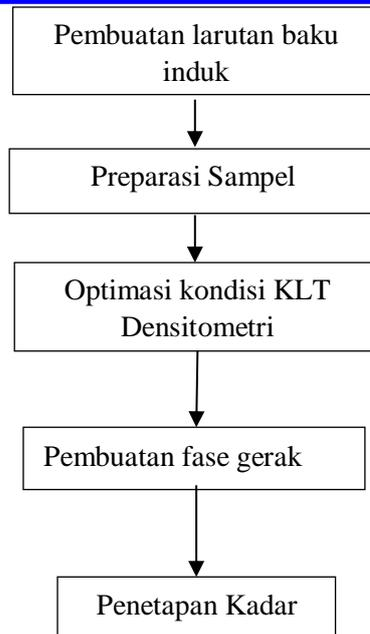 Pembuatan larutan baku
induk
Preparasi Sampel
Optimasi kondisi KLT
Densitometri
Pembuatan fase gerak
Penetapan Kadar